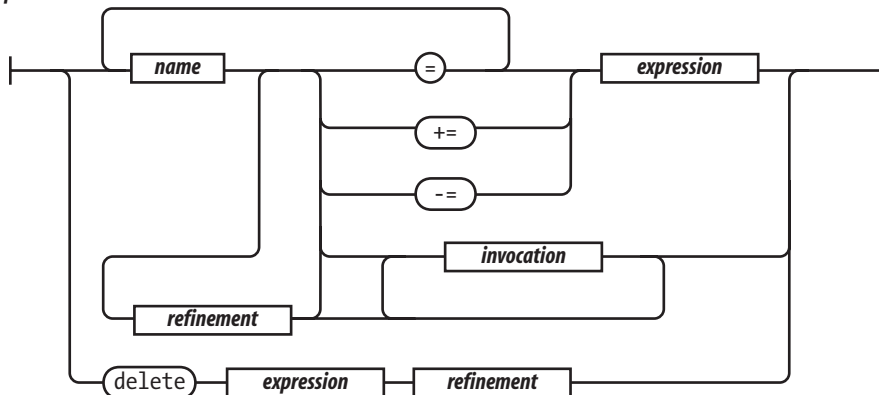 name
=
expression
+=
-=
invocation
refinement
delete
expression
refinement